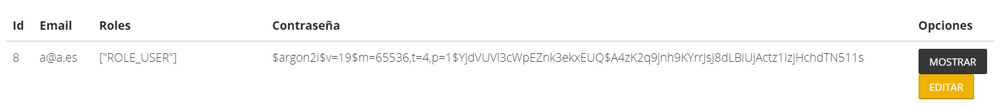 Id Email Roles Contraseña Opciones
8 a@a.es ["ROLE_USER"] $argon2i$v=19$m=65536,t=4,p=1$YjdVUVl3cWpEZnk3ekxEUQ$A4zK2q9jnh9KYrrJsJ8dLBiUjActz1IzjHchdTN511s MOSTRAR
EDITAR